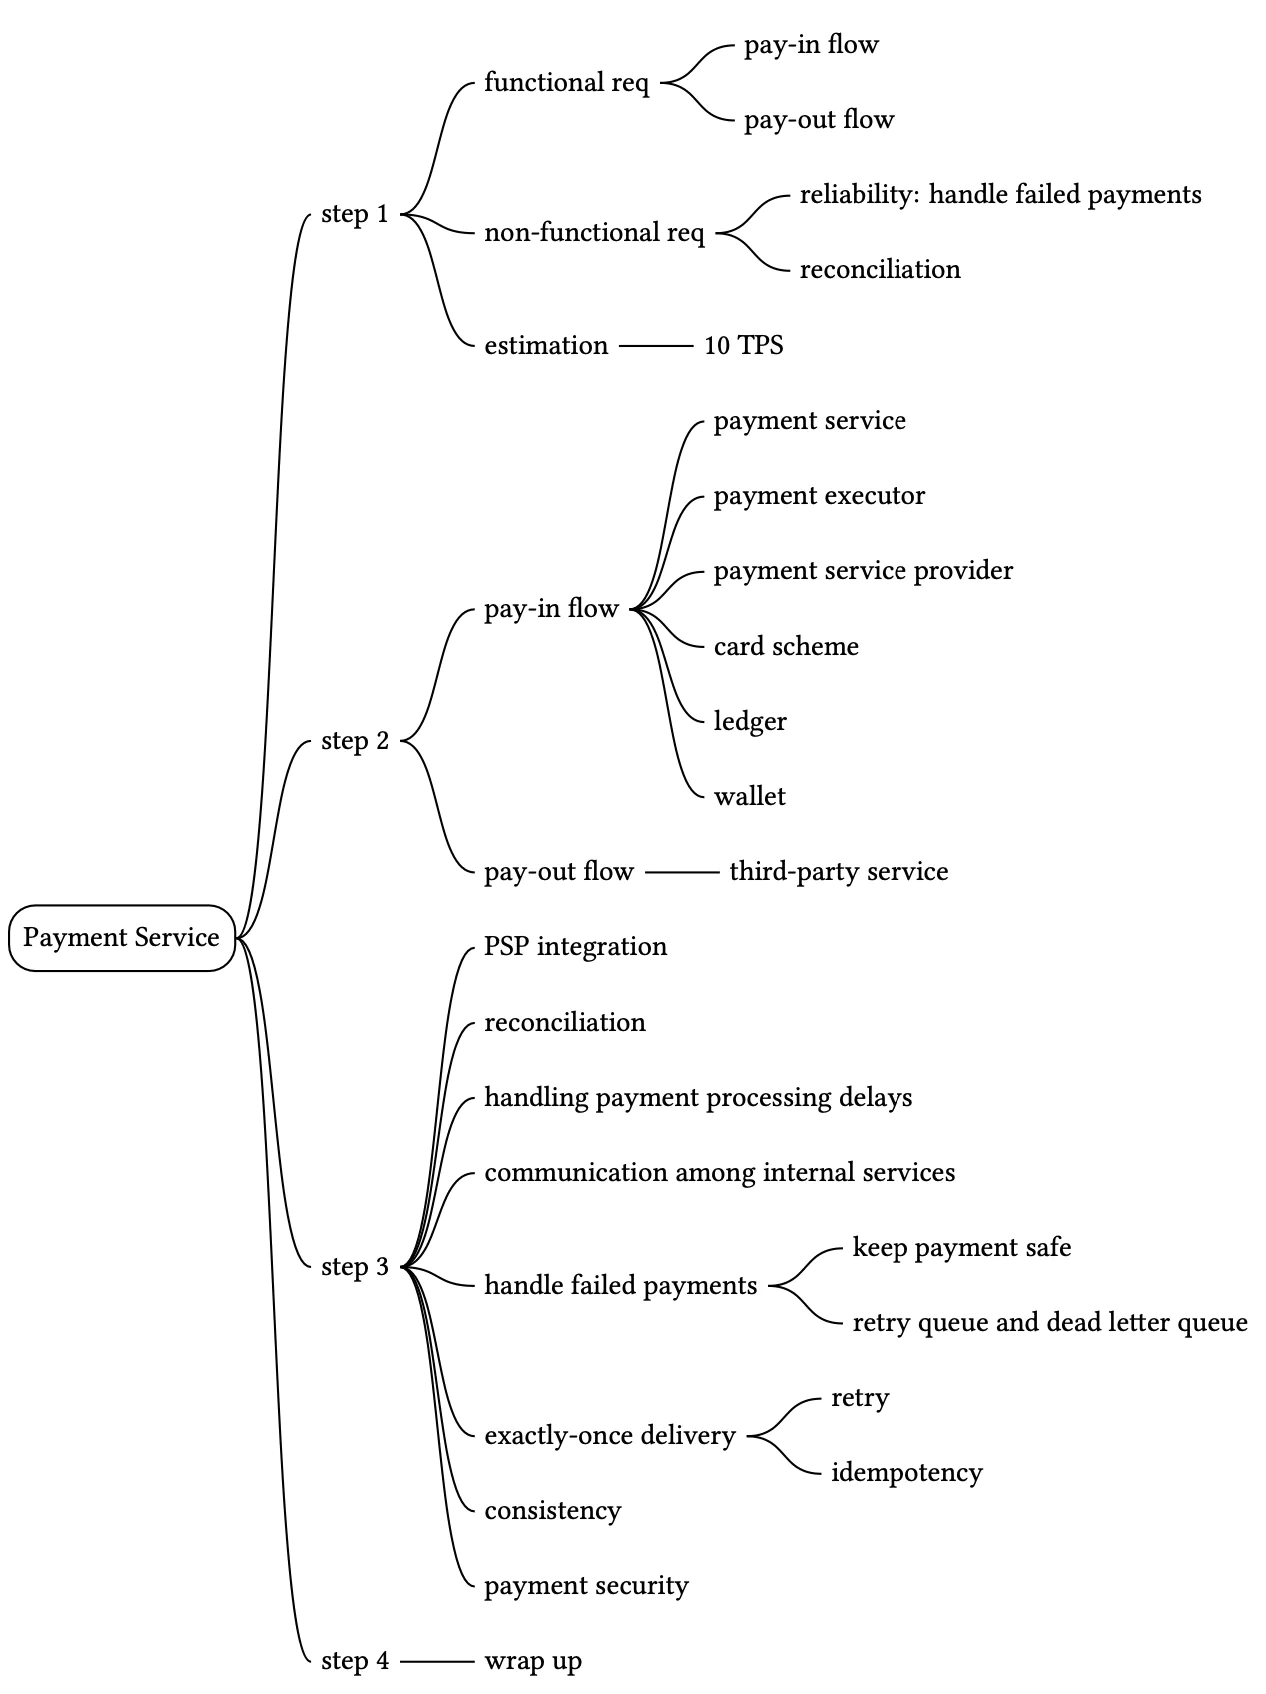 Payment Service
step 1
functional req
pay-in flow
pay-out flow
non-functional req
reliability: handle failed payments
reconciliation
estimation
10 TPS
step 2
pay-in flow
payment service
payment executor
payment service provider
card scheme
ledger
wallet
pay-out flow
third-party service
step 3
PSP integration
reconciliation
handling payment processing delays
communication among internal services
handle failed payments
keep payment safe
retry queue and dead letter queue
exactly-once delivery
retry
idempotency
consistency
payment security
step 4
wrap up